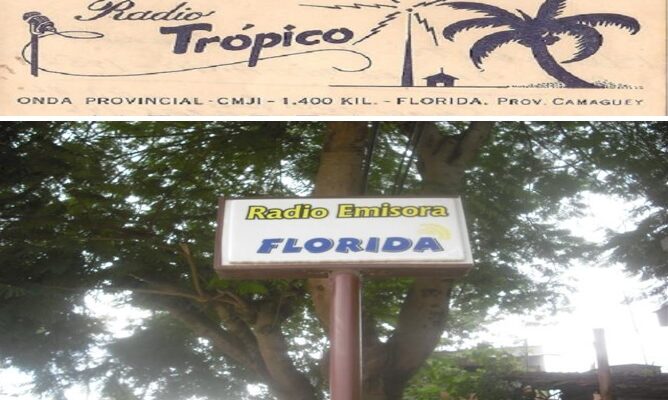 Radio
Trópico
ONDA PROVINCIAL - CMJI - 1,400 KIL. - FLORIDA, PROV. CAMAGUEY
Radio Emisora
FLORIDA